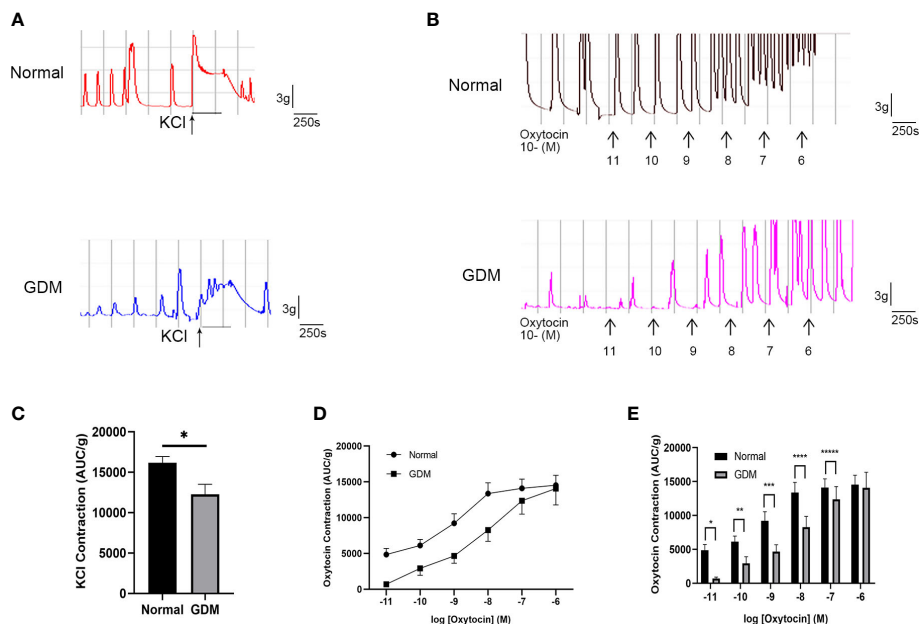 A
Normal
KCl
3g
250s
GDM
KCl
3g
250s
B
Normal
3g
250s
Oxytocin
10- (M)
11 10 9 8 7 6
GDM
3g
250s
Oxytocin
10- (M)
11 10 9 8 7 6
C
KCl Contraction (AUC/g)
20000
15000
10000
5000
0
*
Normal GDM
D
Oxytocin Contraction (AUC/g)
20000
15000
10000
5000
0
Normal
GDM
-11 -10 -9 -8 -7 -6
log [Oxytocin] (M)
E
Oxytocin Contraction (AUC/g)
20000
15000
10000
5000
0
Normal
GDM
* ** *** **** *****
-11 -10 -9 -8 -7 -6
log [Oxytocin] (M)